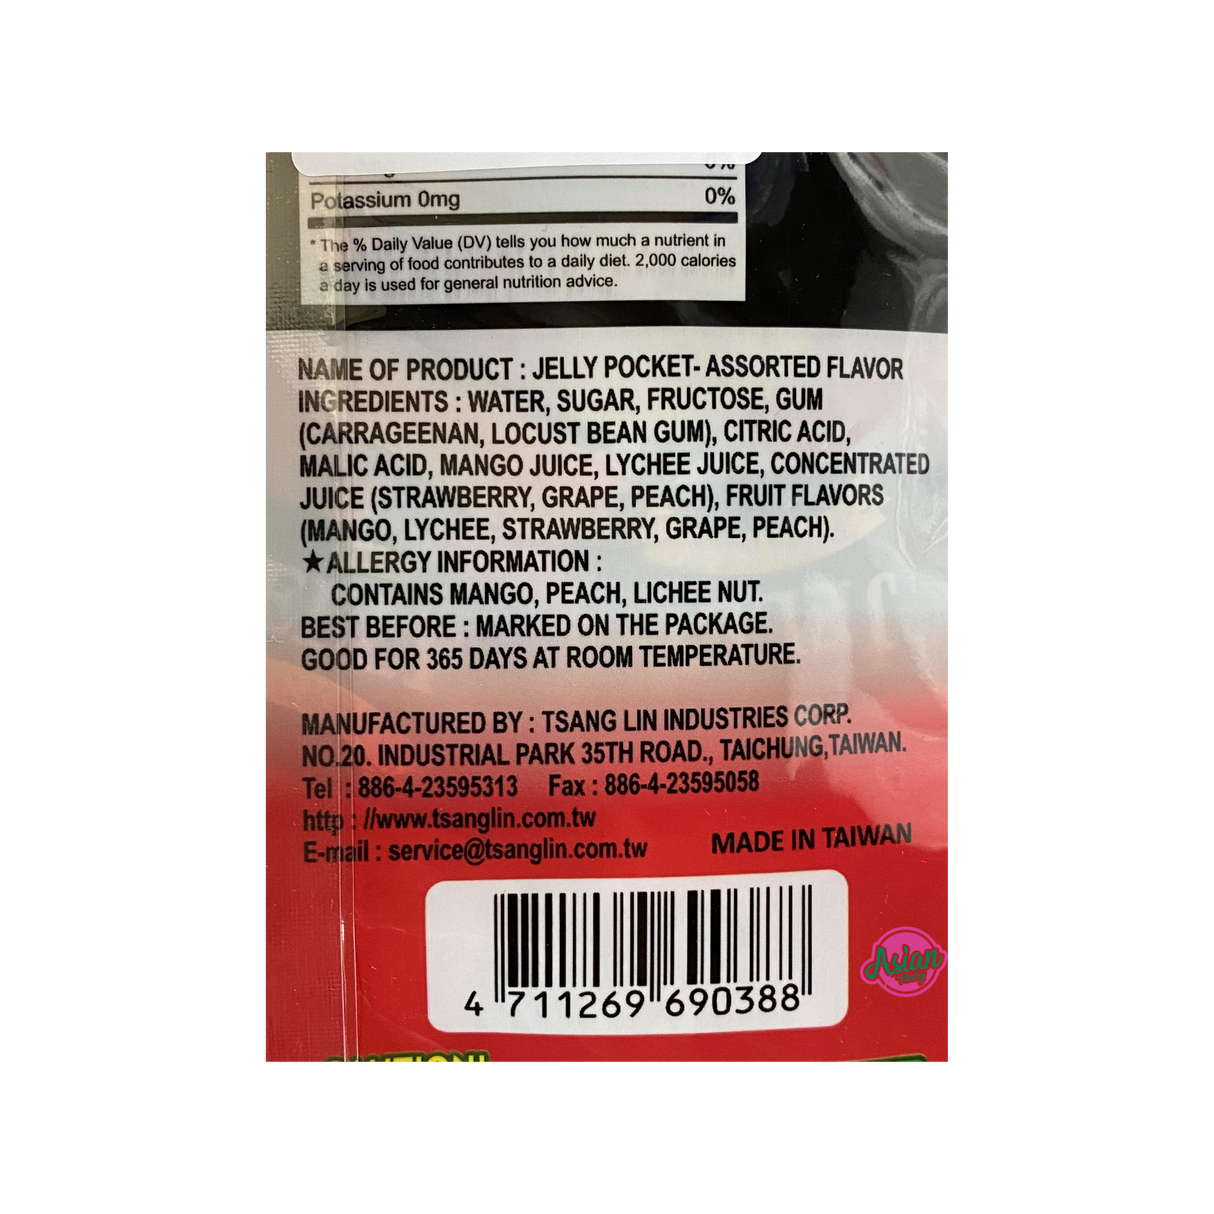 Potassium 0mg 0%
* The % Daily Value (DV) tells you how much a nutrient in
a serving of food contributes to a daily diet. 2,000 calories
a day is used for general nutrition advice.
NAME OF PRODUCT : JELLY POCKET- ASSORTED FLAVOR
INGREDIENTS : WATER, SUGAR, FRUCTOSE, GUM
(CARRAGEENAN, LOCUST BEAN GUM), CITRIC ACID,
MALIC ACID, MANGO JUICE, LYCHEE JUICE, CONCENTRATED
JUICE (STRAWBERRY, GRAPE, PEACH), FRUIT FLAVORS
(MANGO, LYCHEE, STRAWBERRY, GRAPE, PEACH).
★ALLERGY INFORMATION :
CONTAINS MANGO, PEACH, LICHEE NUT.
BEST BEFORE : MARKED ON THE PACKAGE.
GOOD FOR 365 DAYS AT ROOM TEMPERATURE.
MANUFACTURED BY : TSANG LIN INDUSTRIES CORP.
NO.20. INDUSTRIAL PARK 35TH ROAD., TAICHUNG,TAIWAN.
Tel : 886-4-23595313 Fax : 886-4-23595058
http : //www.tsanglin.com.tw
E-mail : service@tsanglin.com.tw MADE IN TAIWAN
4 711269 690388
Asian